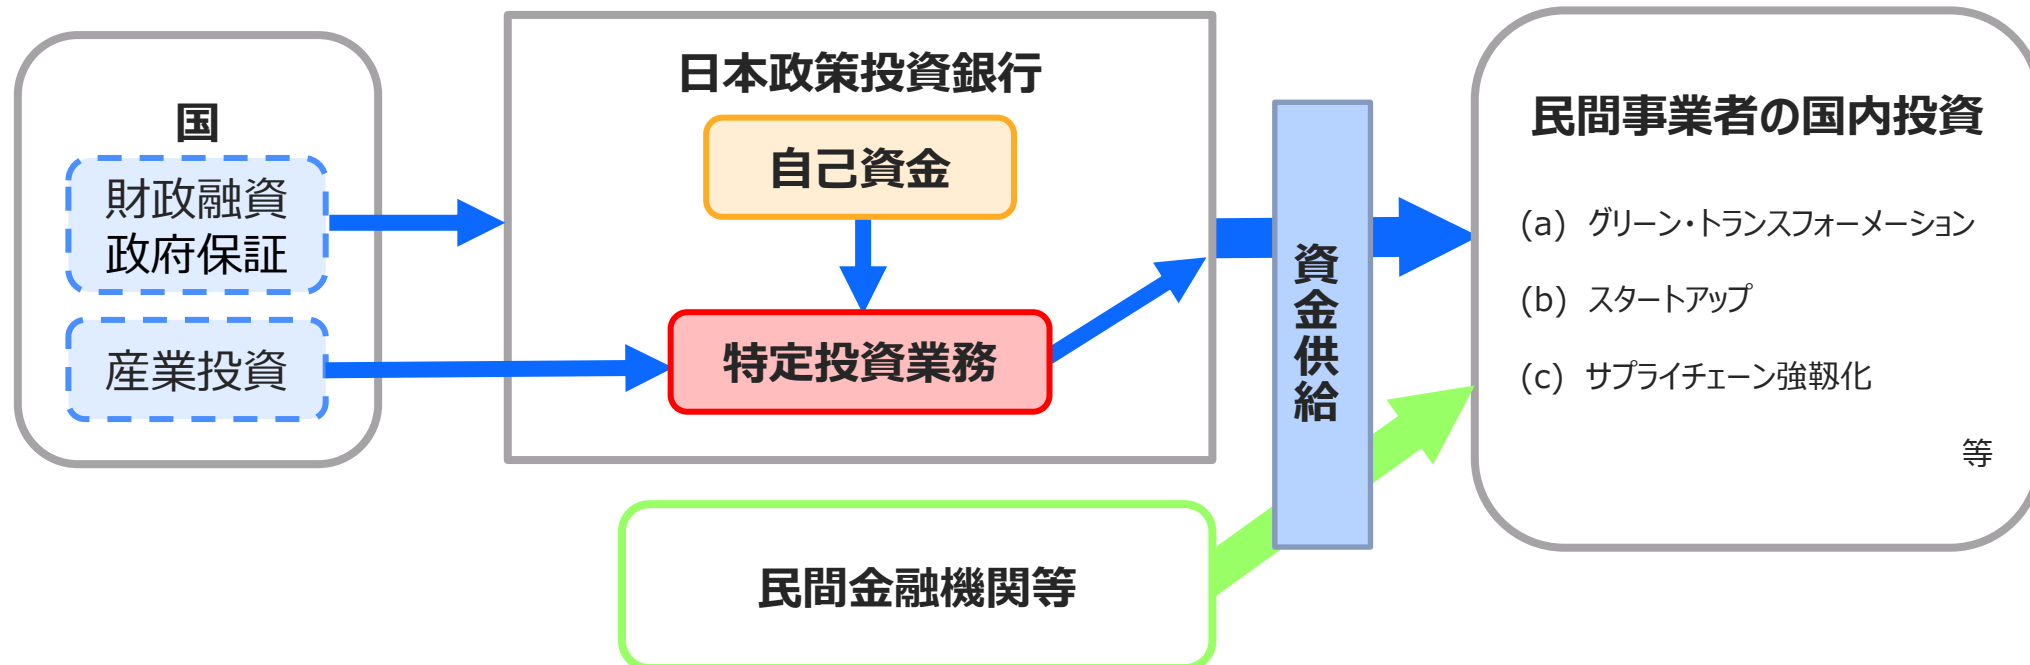 国
財政融資
政府保証
産業投資
日本政策投資銀行
自己資金
特定投資業務
民間金融機関等
資金供給
民間事業者の国内投資
(a) グリーン・トランスフォーメーション
(b) スタートアップ
(c) サプライチェーン強靱化
等